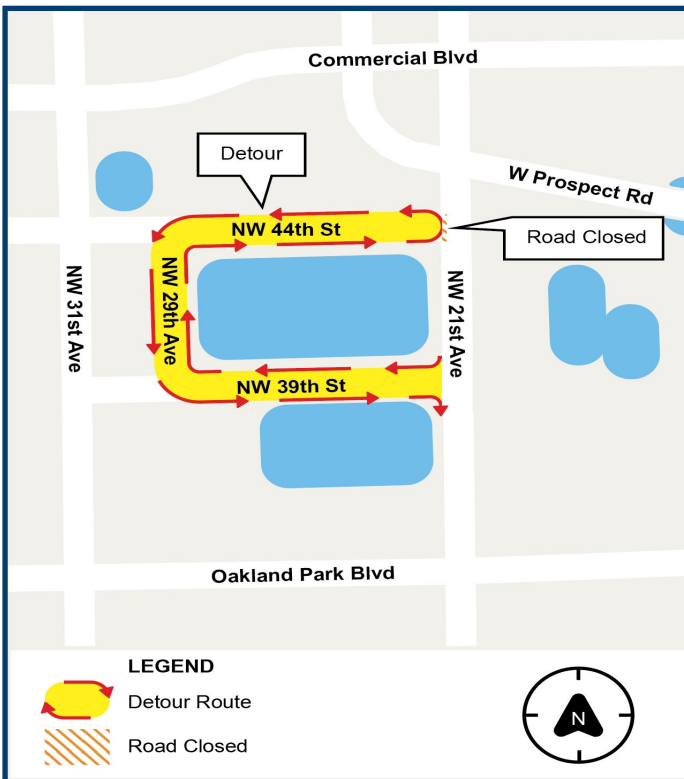 Commercial Blvd
Detour
W Prospect Rd
NW 44th St
Road Closed
NW 31st Ave
NW 29th Ave
NW 21st Ave
NW 39th St
Oakland Park Blvd
LEGEND
Detour Route
Road Closed
N